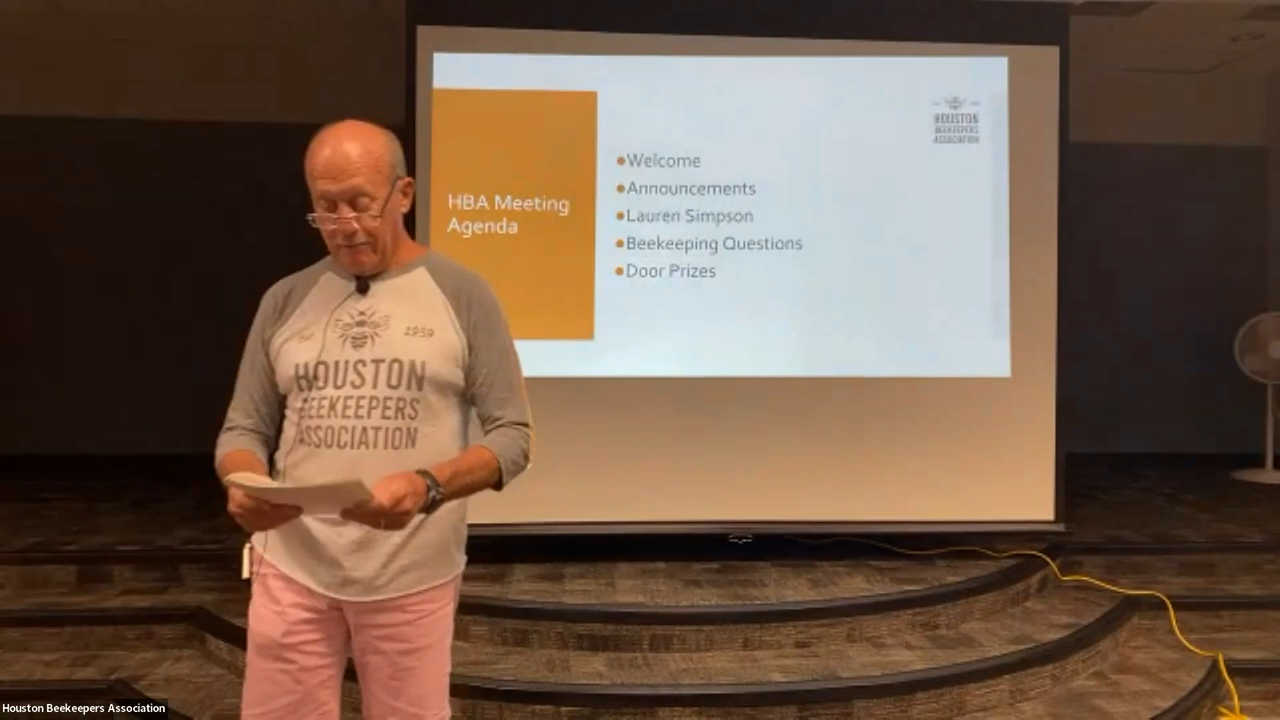 HBA Meeting
Agenda
●Welcome
●Announcements
●Lauren Simpson
●Beekeeping Questions
●Door Prizes
HOUSTON
BEEKEEPERS
ASSOCIATION
1959
HOUSTON
BEEKEEPERS
ASSOCIATION
Houston Beekeepers Association